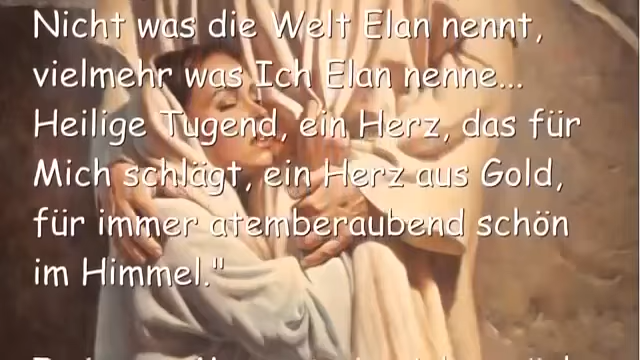 Nicht was die Welt Elan nennt,
vielmehr was Ich Elan nenne...
Heilige Tugend, ein Herz, das für
Mich schlägt, ein Herz aus Gold,
für immer atemberaubend schön
im Himmel."